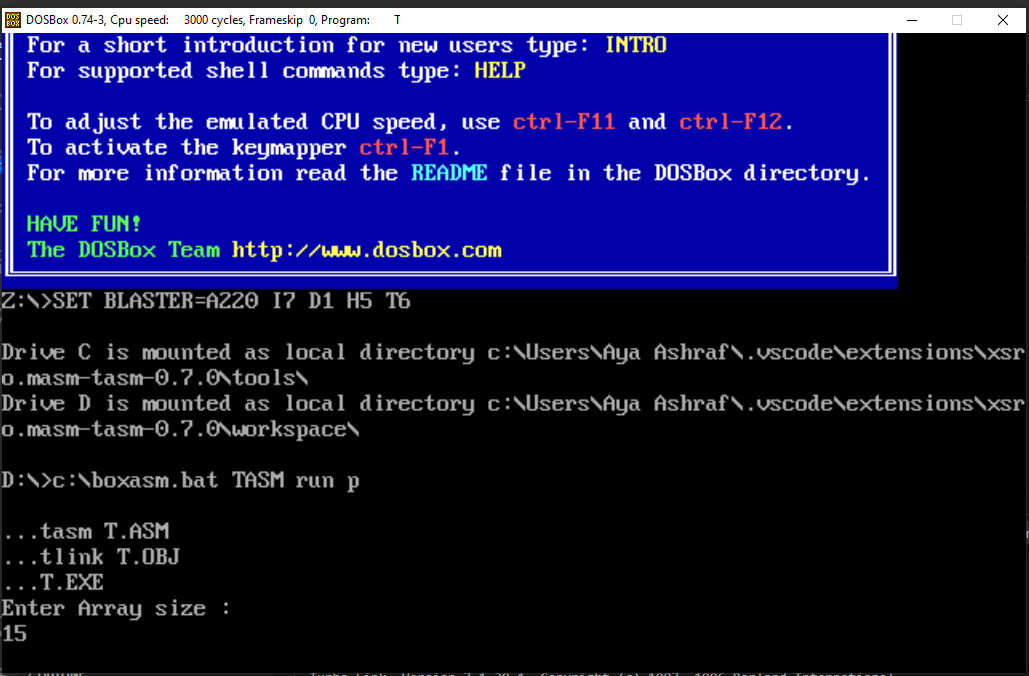 DOSBox 0.74-3, Cpu speed: 3000 cycles, Frameskip 0, Program: T
For a short introduction for new users type: INTRO
For supported shell commands type: HELP
To adjust the emulated CPU speed, use ctrl-F11 and ctrl-F12.
To activate the keymapper ctrl-F1.
For more information read the README file in the DOSBox directory.
HAVE FUN!
The DOSBox Team http://www.dosbox.com
Z:\>SET BLASTER=A220 I7 D1 H5 T6
Drive C is mounted as local directory c:\Users\Aya Ashraf\.vscode\extensions\xsr
o.masm-tasm-0.7.0\tools\
Drive D is mounted as local directory c:\Users\Aya Ashraf\.vscode\extensions\xsr
o.masm-tasm-0.7.0\workspace\
D:\>c:\boxasm.bat TASM run p
...tasm T.ASM
...tlink T.OBJ
...T.EXE
Enter Array size :
15